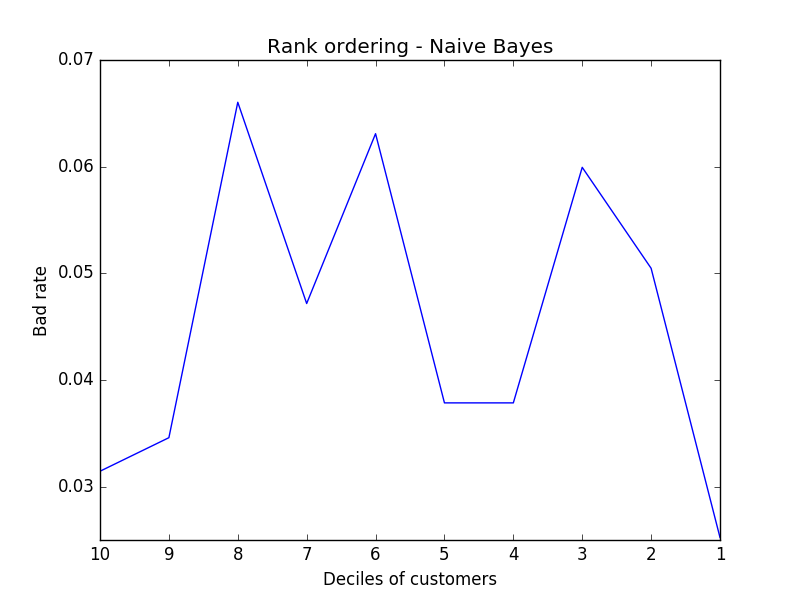 Rank ordering - Naive Bayes
0.07
0.06
0.05
0.04
0.03
Bad rate
10 9 8 7 6 5 4 3 2 1
Deciles of customers